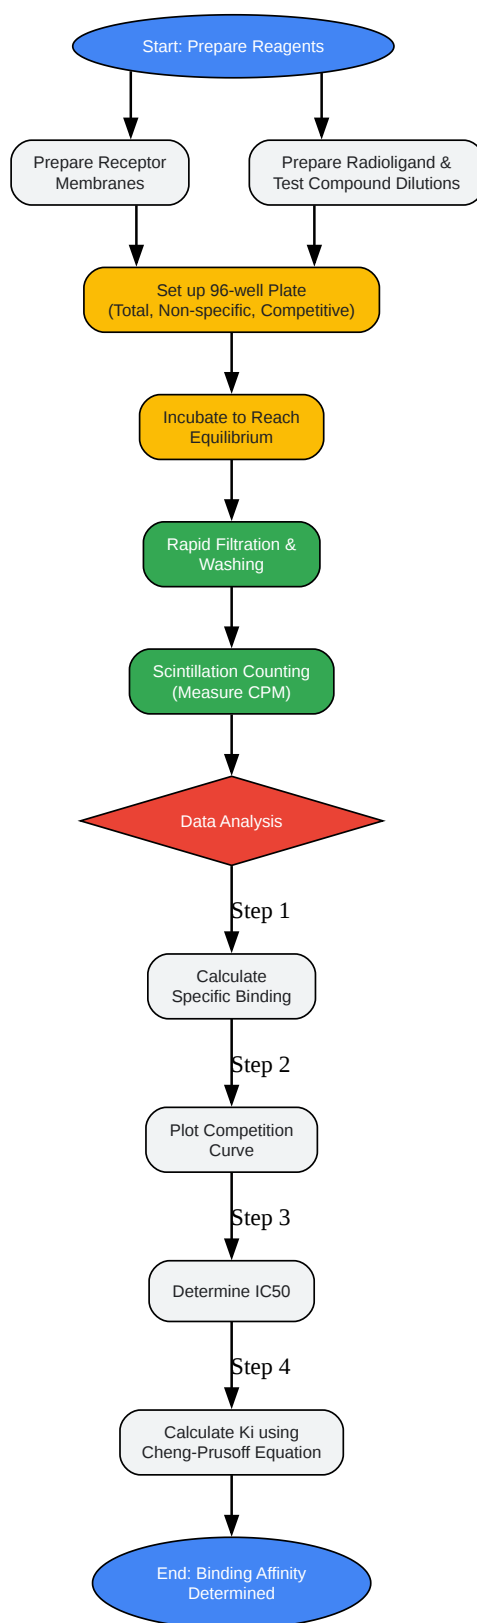 Start: Prepare Reagents
Prepare Receptor
Membranes
Prepare Radioligand &
Test Compound Dilutions
Set up 96-well Plate
(Total, Non-specific, Competitive)
Incubate to Reach
Equilibrium
Rapid Filtration &
Washing
Scintillation Counting
(Measure CPM)
Data Analysis
Step 1
Calculate
Specific Binding
Step 2
Plot Competition
Curve
Step 3
Determine IC50
Step 4
Calculate Ki using
Cheng-Prusoff Equation
End: Binding Affinity
Determined